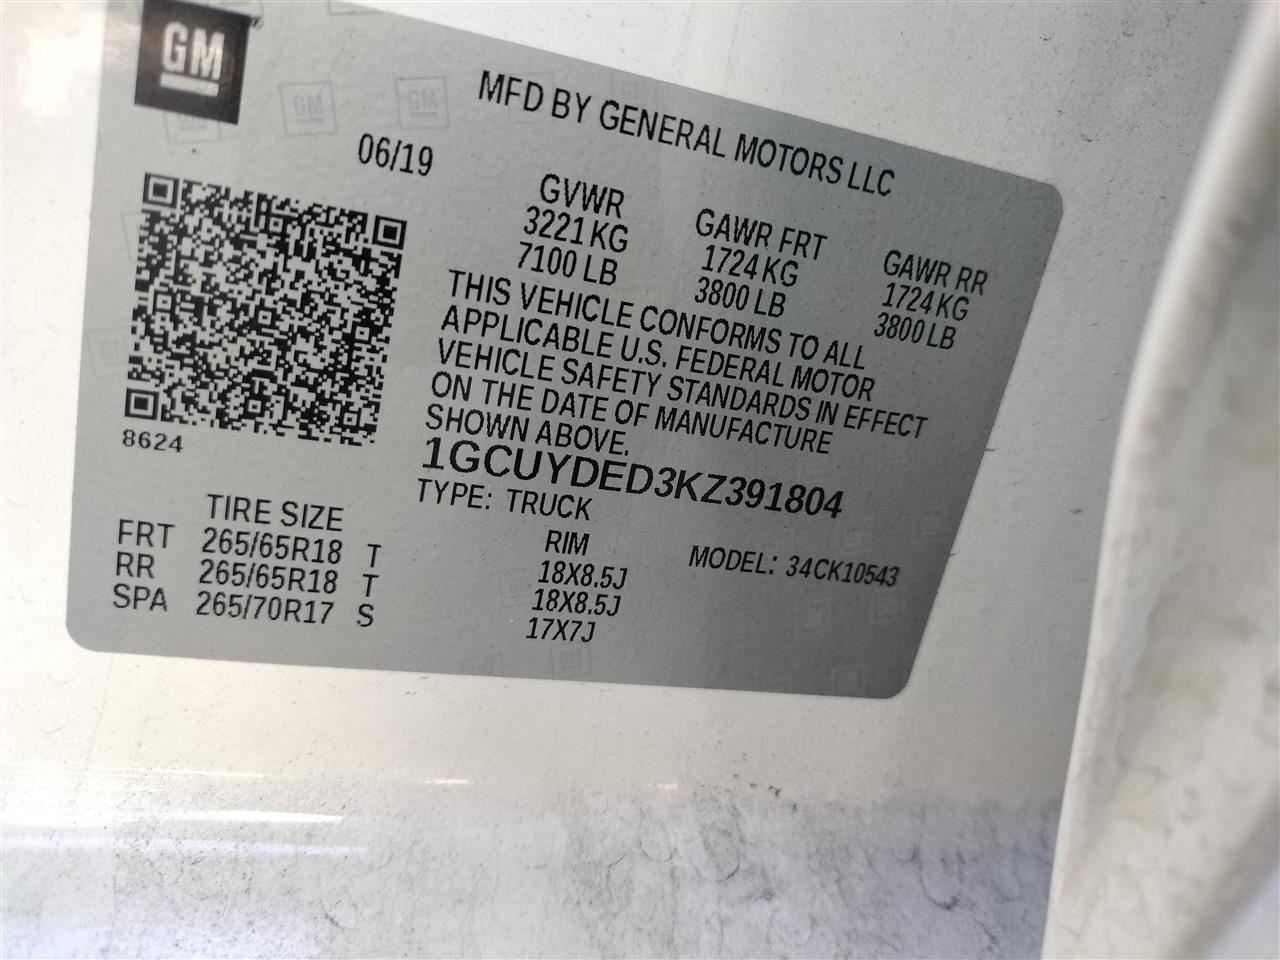 GM
MFD BY GENERAL MOTORS LLC
06/19
GVWR GAWR FRT GAWR RR
3221 KG 1724 KG 1724 KG
7100 LB 3800 LB 3800 LB
THIS VEHICLE CONFORMS TO ALL
APPLICABLE U.S. FEDERAL MOTOR
VEHICLE SAFETY STANDARDS IN EFFECT
ON THE DATE OF MANUFACTURE
SHOWN ABOVE.
8624
1GCUYDED3KZ391804
TYPE: TRUCK
MODEL: 34CK10543
TIRE SIZE RIM
FRT 265/65R18 T 18X8.5J
RR 265/65R18 T 18X8.5J
SPA 265/70R17 S 17X7J